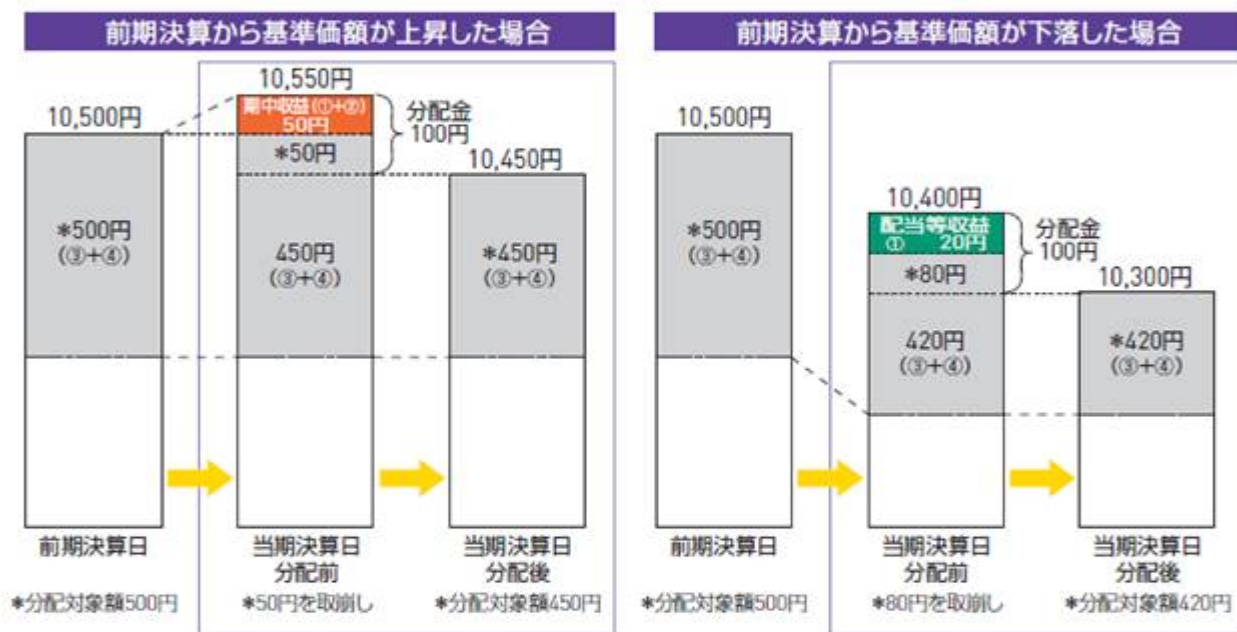 前期決算から基準価額が上昇した場合
10,500円
*500円
(③+④)
前期決算日
*分配対象額500円
10,550円
期中収益(①+②)
50円
*50円
450円
(③+④)
分配金
100円
当期決算日
分配前
*50円を取崩し
10,450円
*450円
(③+④)
当期決算日
分配後
*分配対象額450円
前期決算から基準価額が下落した場合
10,500円
*500円
(③+④)
前期決算日
*分配対象額500円
10,400円
配当等収益
① 20円
*80円
420円
(③+④)
分配金
100円
当期決算日
分配前
*80円を取崩し
10,300円
*420円
(③+④)
当期決算日
分配後
*分配対象額420円